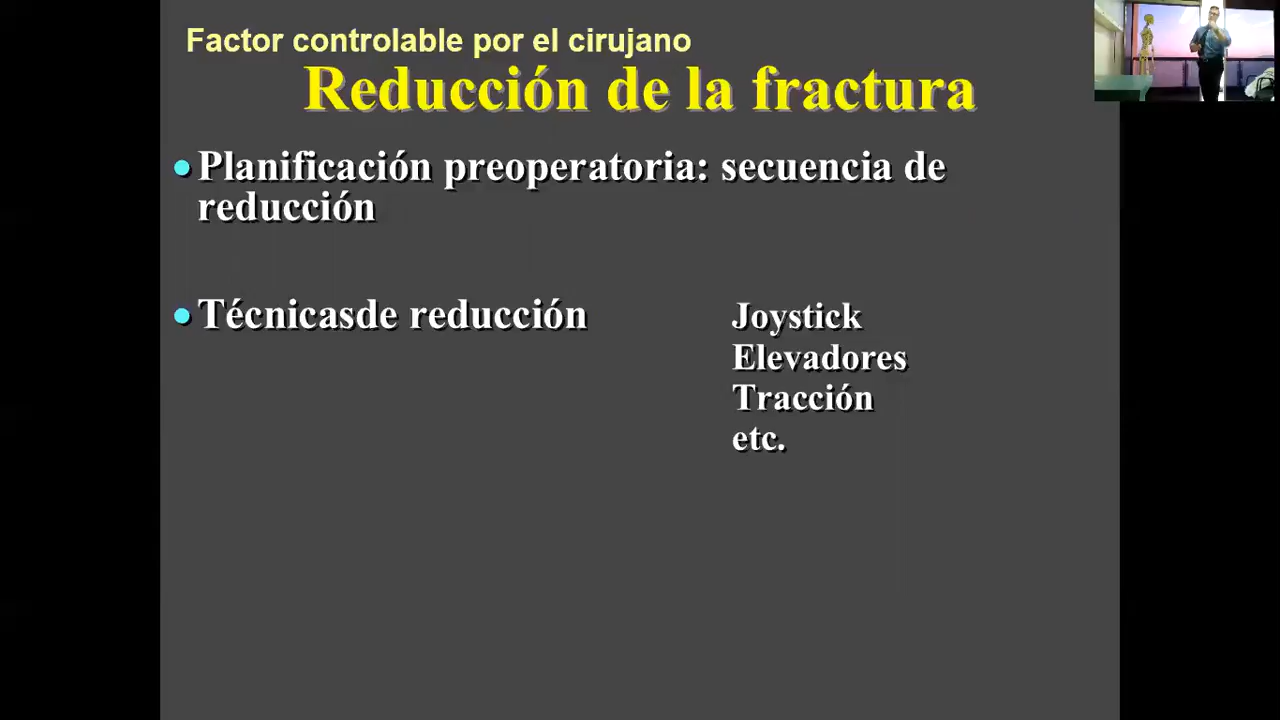 Factor controlable por el cirujano
Reducción de la fractura
Planificación preoperatoria: secuencia de
reducción
Técnicasde reducción
Joystick
Elevadores
Tracción
etc.